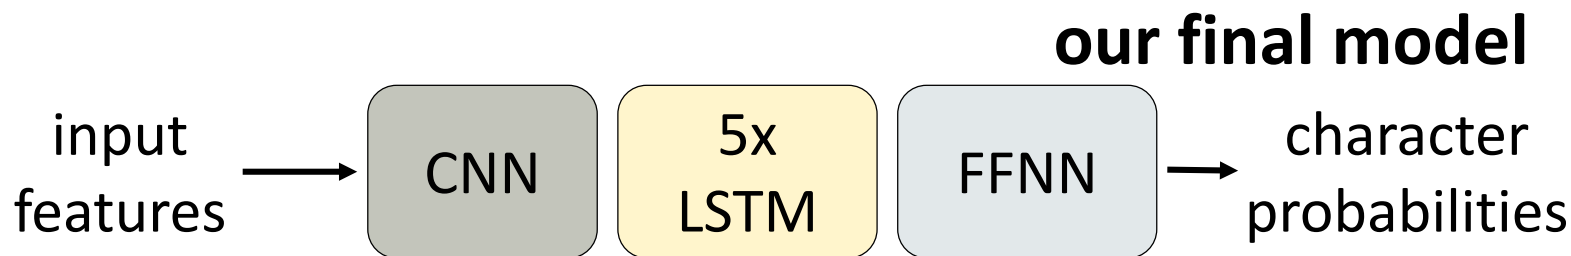 our final model
input
features
CNN
5x
LSTM
FFNN
character
probabilities